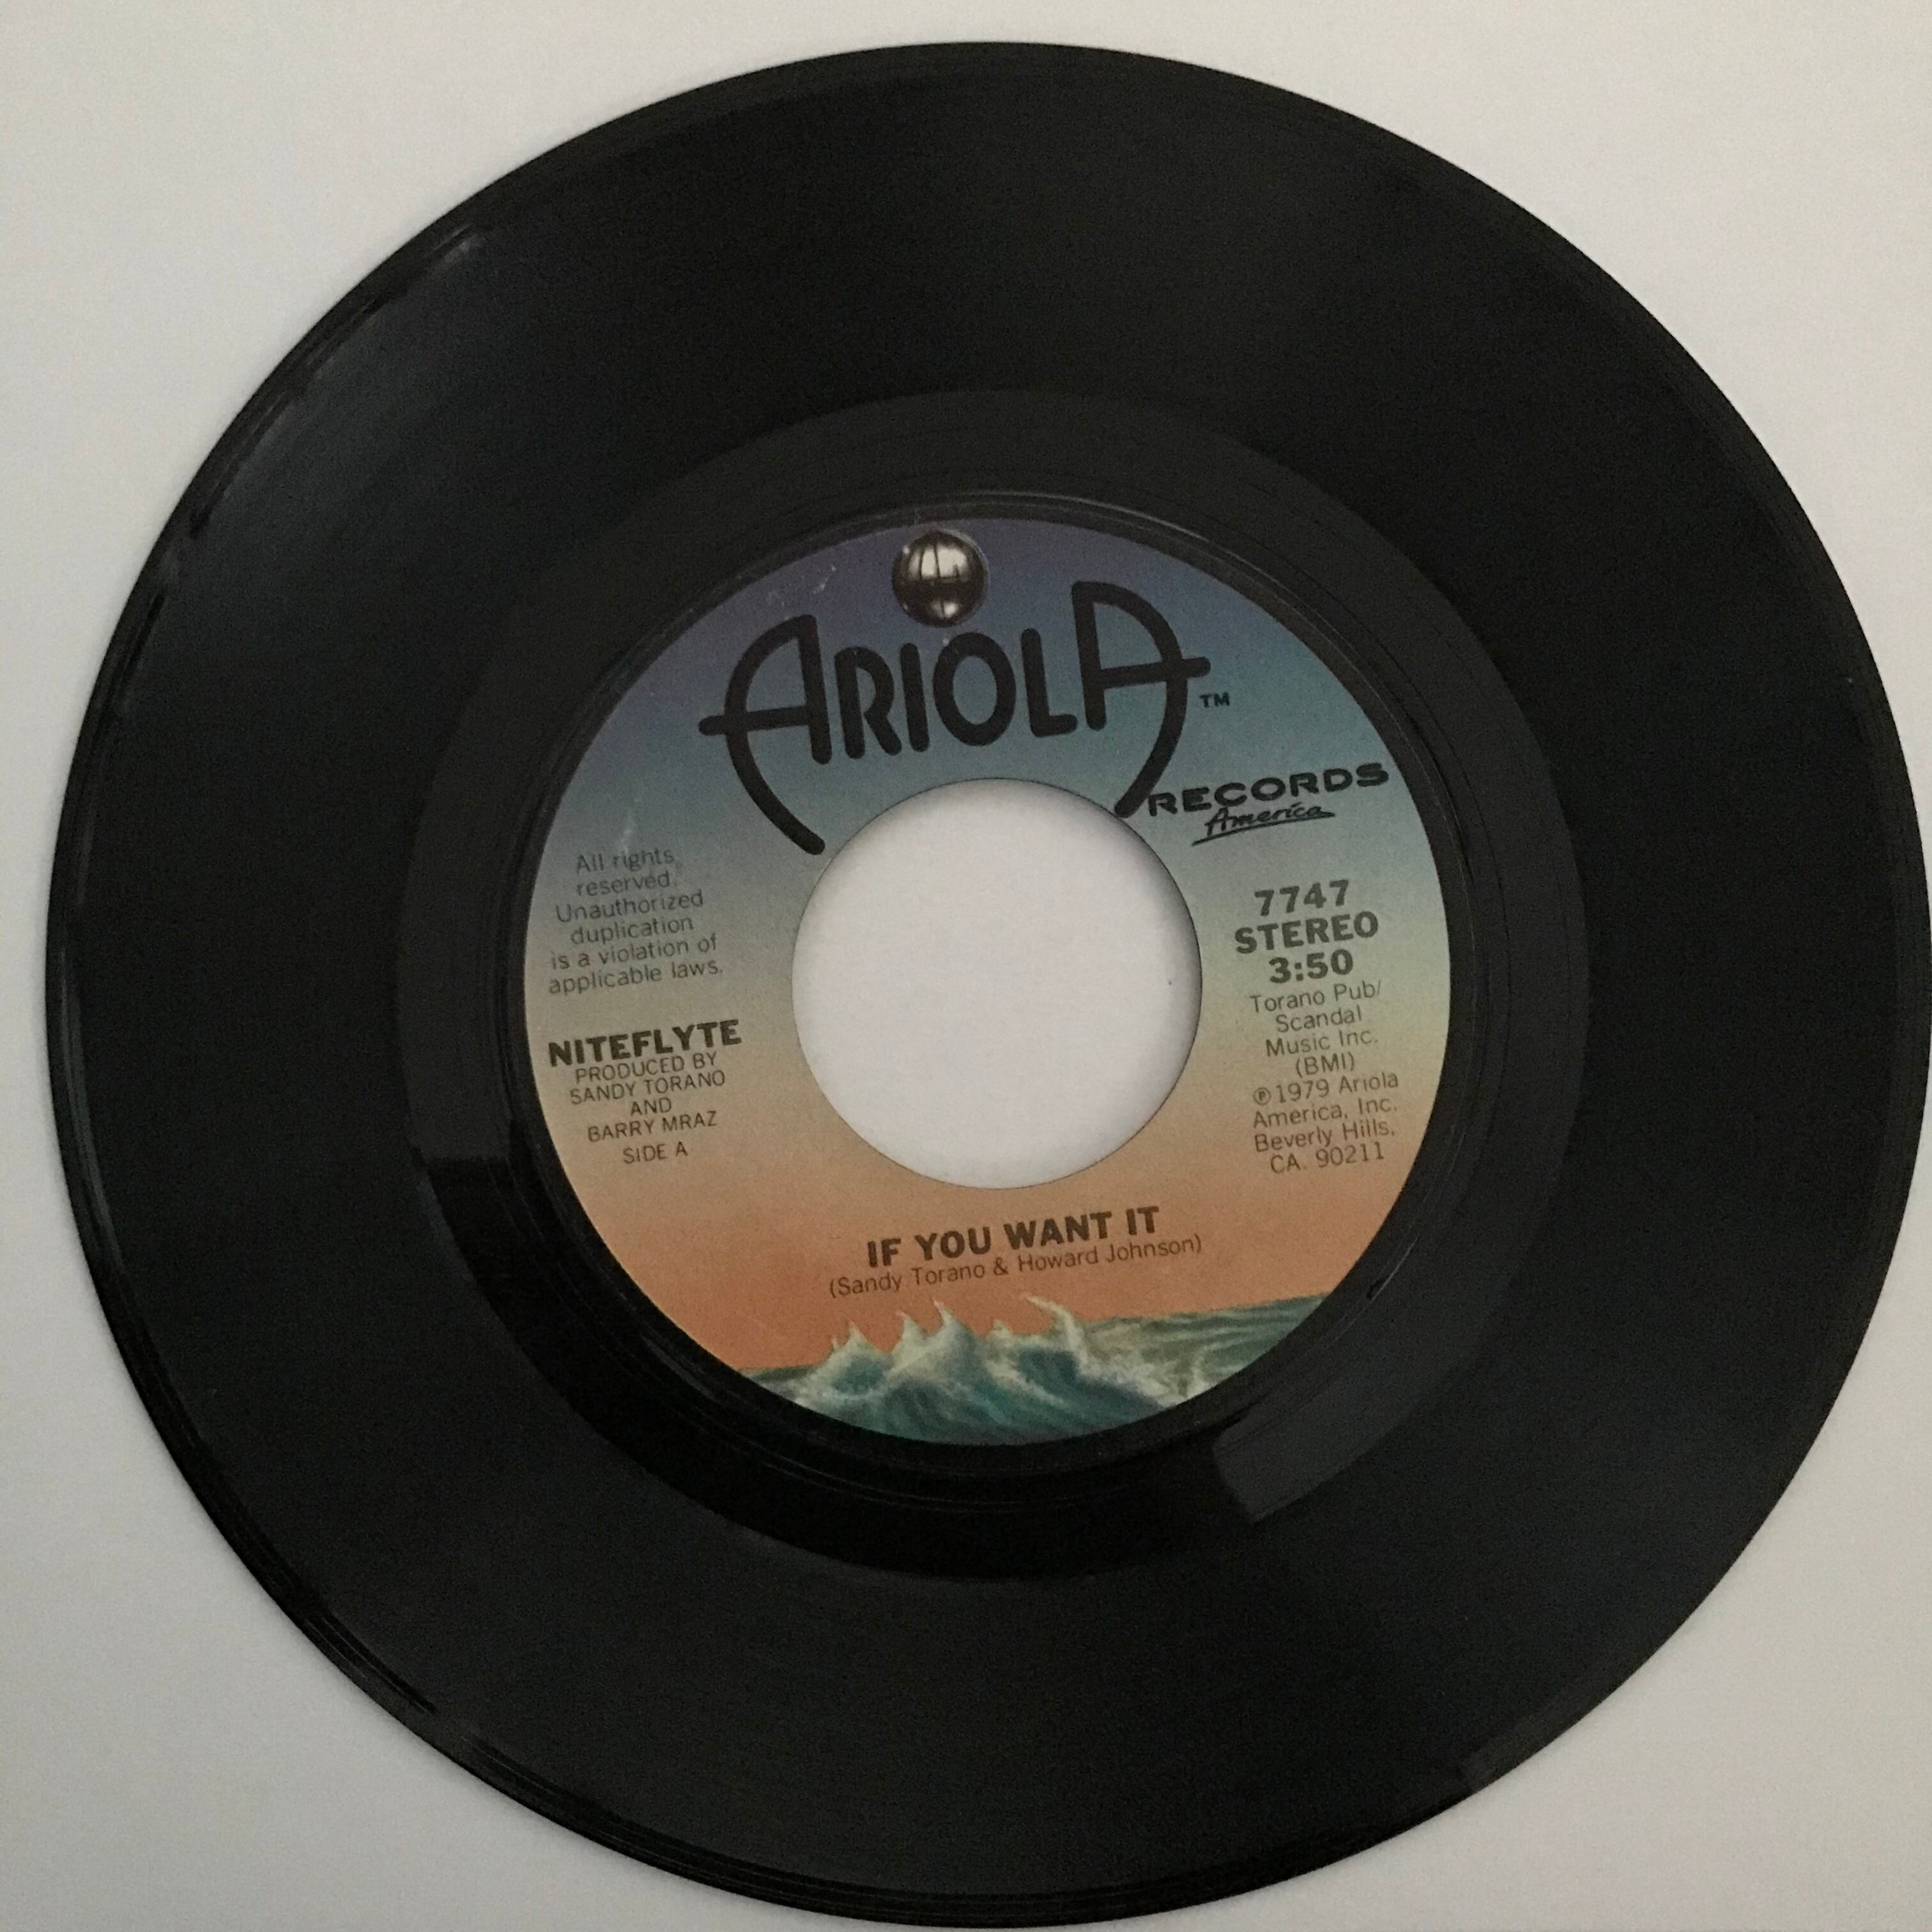 ARIOLA™
RECORDS
America
All rights
reserved.
Unauthorized
duplication
is a violation of
applicable laws.
NITEFLYTE
PRODUCED BY
SANDY TORANO
AND
BARRY MRAZ
SIDE A
7747
STEREO
3:50
Torano Pub/
Scandal
Music Inc.
(BMI)
℗1979 Ariola
America, Inc.
Beverly Hills,
CA. 90211
IF YOU WANT IT
(Sandy Torano & Howard Johnson)